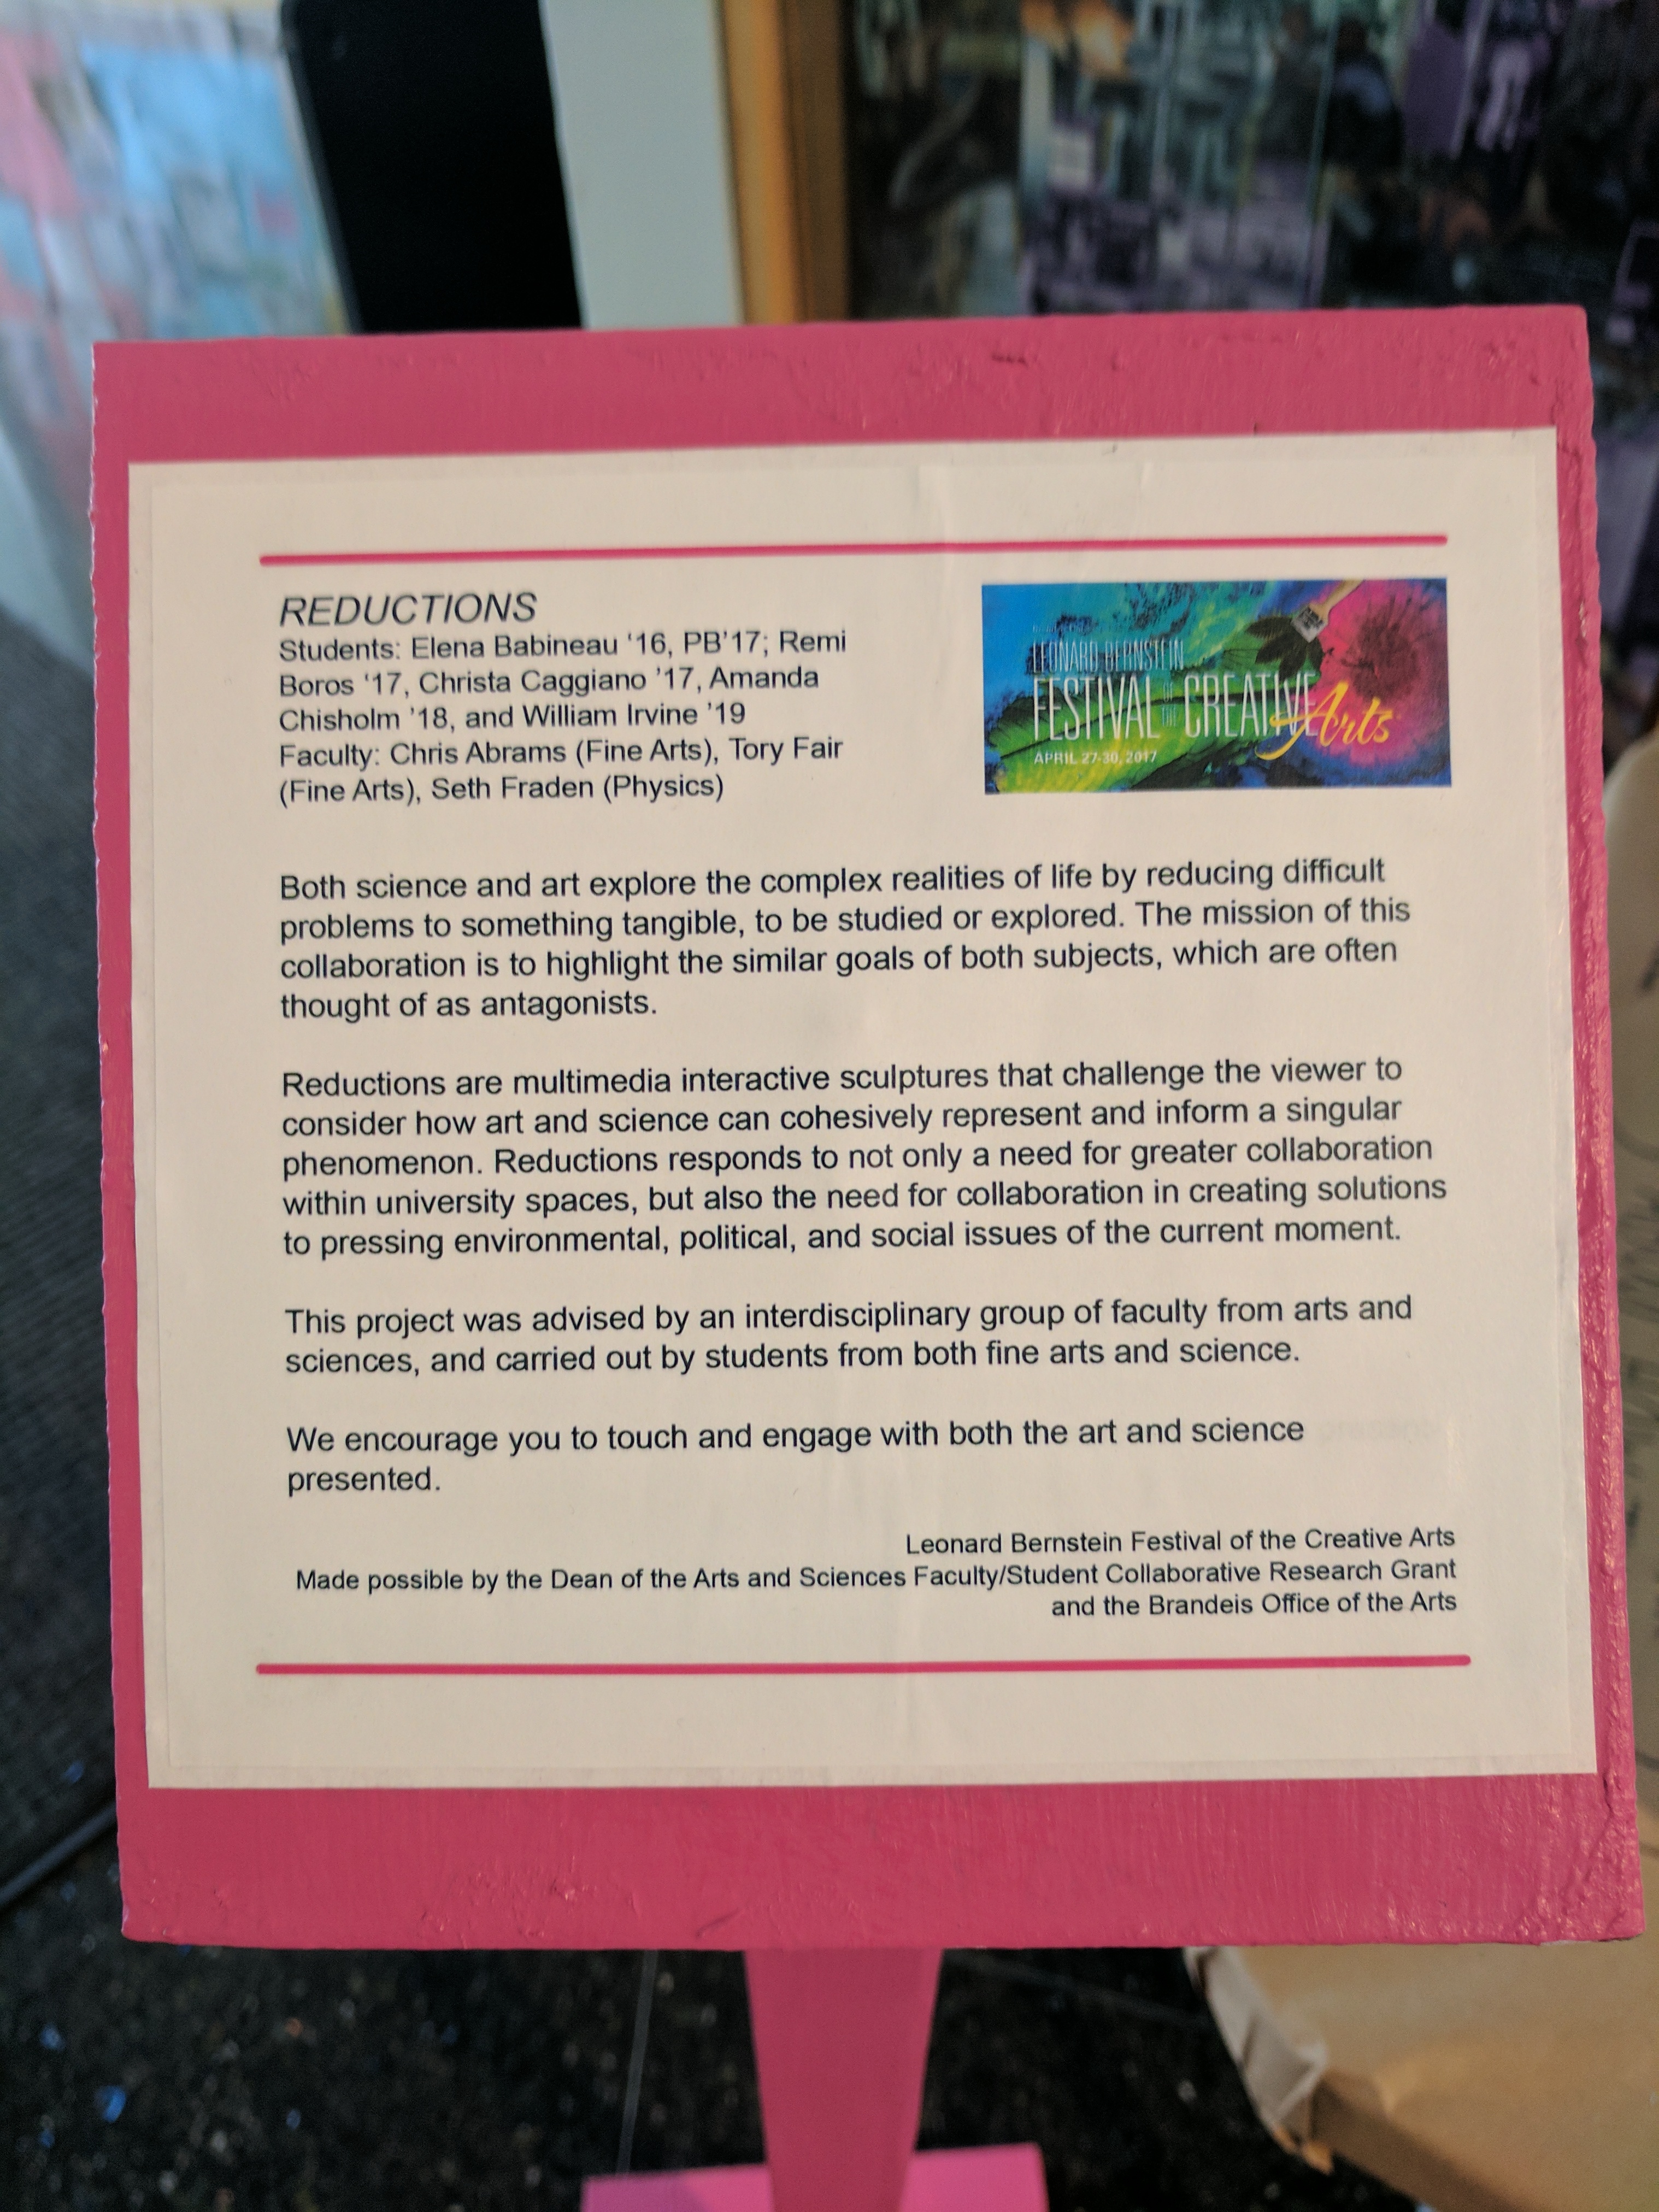 REDUCTIONS
Students: Elena Babineau ‘16, PB’17; Remi
Boros ‘17, Christa Caggiano ’17, Amanda
Chisholm ’18, and William Irvine ’19
Faculty: Chris Abrams (Fine Arts), Tory Fair
(Fine Arts), Seth Fraden (Physics)
LEONARD BERNSTEIN
FESTIVAL OF THE CREATIVE Arts
APRIL 27-30, 2017
Both science and art explore the complex realities of life by reducing difficult
problems to something tangible, to be studied or explored. The mission of this
collaboration is to highlight the similar goals of both subjects, which are often
thought of as antagonists.
Reductions are multimedia interactive sculptures that challenge the viewer to
consider how art and science can cohesively represent and inform a singular
phenomenon. Reductions responds to not only a need for greater collaboration
within university spaces, but also the need for collaboration in creating solutions
to pressing environmental, political, and social issues of the current moment.
This project was advised by an interdisciplinary group of faculty from arts and
sciences, and carried out by students from both fine arts and science.
We encourage you to touch and engage with both the art and science
presented.
Leonard Bernstein Festival of the Creative Arts
Made possible by the Dean of the Arts and Sciences Faculty/Student Collaborative Research Grant
and the Brandeis Office of the Arts